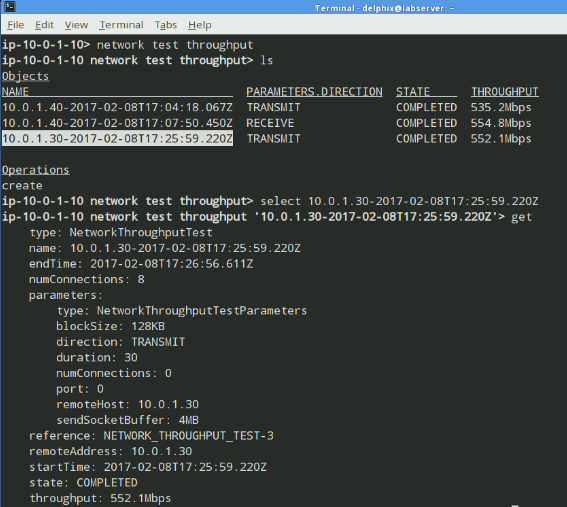 Terminal - delphix@labserver: ~
File Edit View Terminal Tabs Help
ip-10-0-1-10> network test throughput
ip-10-0-1-10 network test throughput> ls
Objects
NAME PARAMETERS.DIRECTION STATE THROUGHPUT
10.0.1.40-2017-02-08T17:04:18.067Z TRANSMIT COMPLETED 535.2Mbps
10.0.1.40-2017-02-08T17:07:50.450Z RECEIVE COMPLETED 554.8Mbps
10.0.1.30-2017-02-08T17:25:59.220Z TRANSMIT COMPLETED 552.1Mbps
Operations
create
ip-10-0-1-10 network test throughput> select 10.0.1.30-2017-02-08T17:25:59.220Z
ip-10-0-1-10 network test throughput '10.0.1.30-2017-02-08T17:25:59.220Z'> get
type: NetworkThroughputTest
name: 10.0.1.30-2017-02-08T17:25:59.220Z
endTime: 2017-02-08T17:26:56.611Z
numConnections: 8
parameters:
type: NetworkThroughputTestParameters
blockSize: 128KB
direction: TRANSMIT
duration: 30
numConnections: 0
port: 0
remoteHost: 10.0.1.30
sendSocketBuffer: 4MB
reference: NETWORK_THROUGHPUT_TEST-3
remoteAddress: 10.0.1.30
startTime: 2017-02-08T17:25:59.220Z
state: COMPLETED
throughput: 552.1Mbps